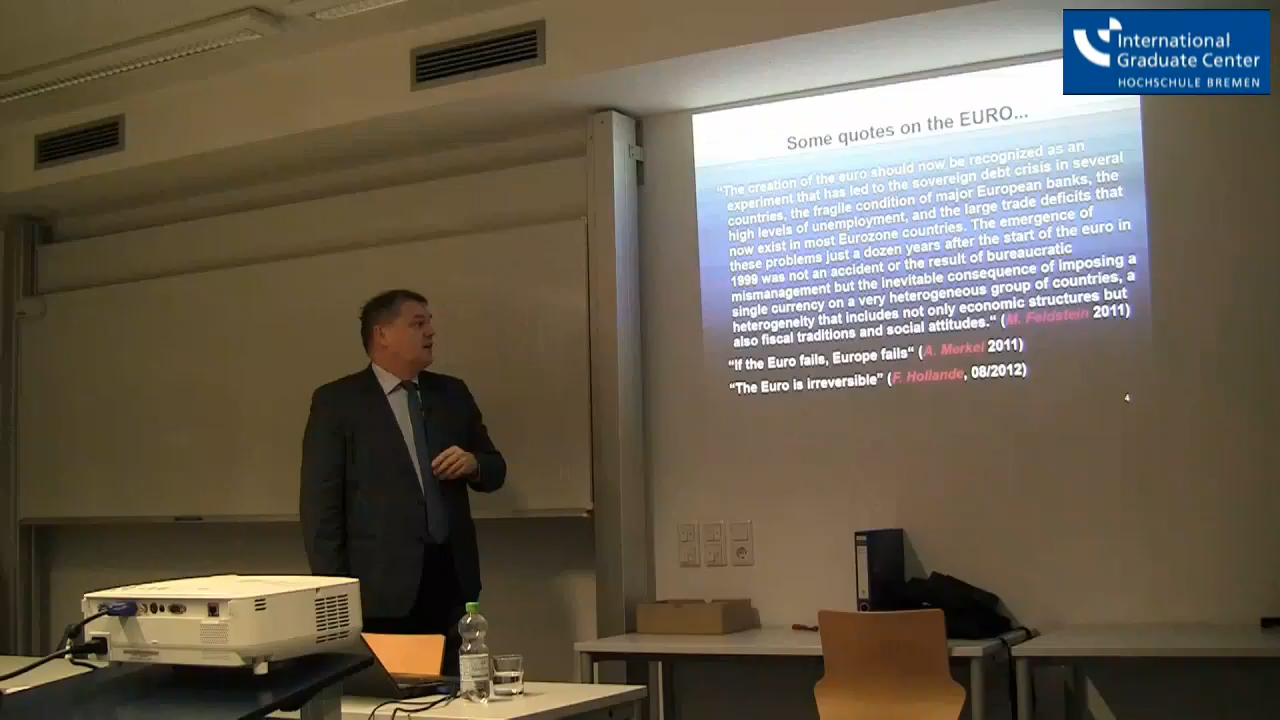 International
Graduate Center
HOCHSCHULE BREMEN
Some quotes on the EURO...
“The creation of the euro should now be recognized as an
experiment that has led to the sovereign debt crisis in several
countries, the fragile condition of major European banks, the
high levels of unemployment, and the large trade deficits that
now exist in most Eurozone countries. The emergence of
these problems just a dozen years after the start of the euro in
1999 was not an accident or the result of bureaucratic
mismanagement but the inevitable consequence of imposing a
single currency on a very heterogeneous group of countries, a
heterogeneity that includes not only economic structures but
also fiscal traditions and social attitudes.“ (M. Feldstein 2011)
“If the Euro fails, Europe fails“ (A. Merkel 2011)
“The Euro is irreversible” (F. Hollande, 08/2012)
4